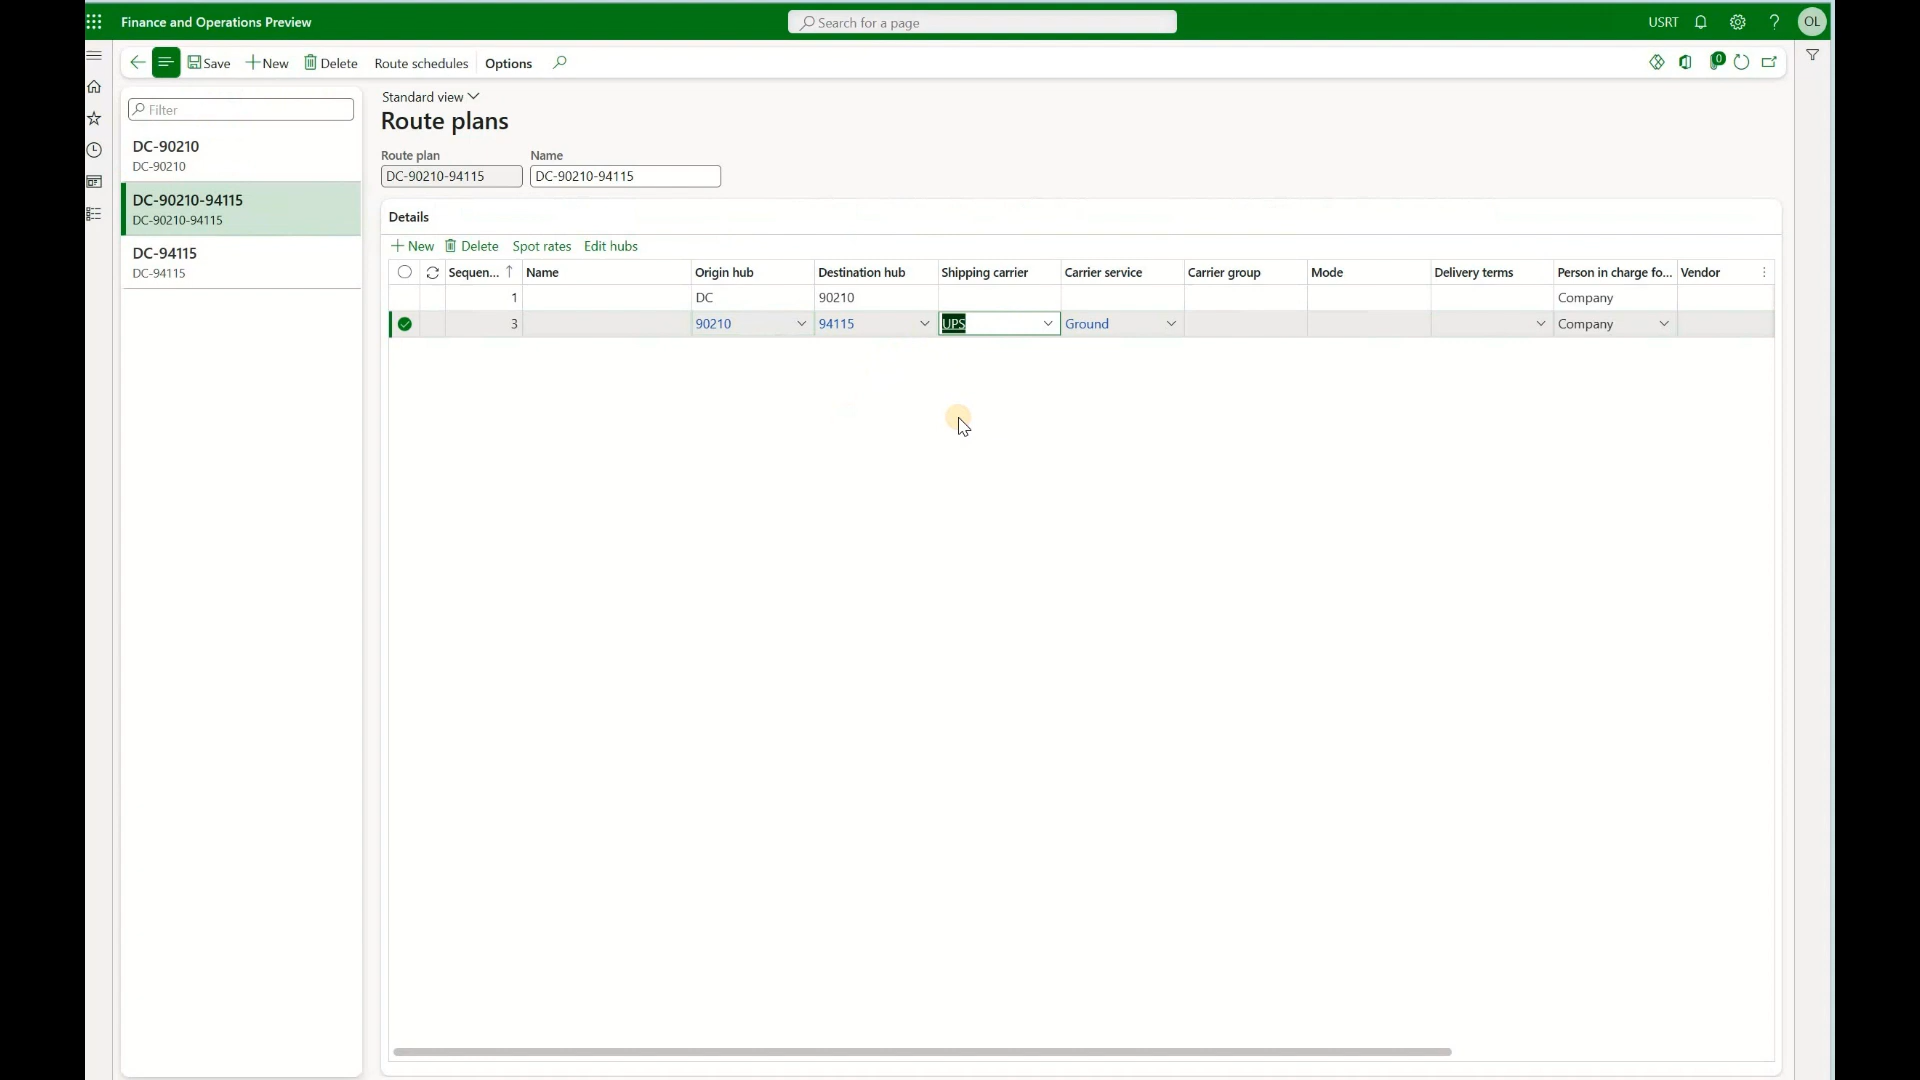 Finance and Operations Preview
Search for a page
USRT
OL
Save
New
Delete
Route schedules
Options
0
Filter
DC-90210
DC-90210
DC-90210-94115
DC-90210-94115
DC-94115
DC-94115
Standard view
Route plans
Route plan
Name
DC-90210-94115
DC-90210-94115
Details
New
Delete
Spot rates
Edit hubs
Sequen... Name Origin hub Destination hub Shipping carrier Carrier service Carrier group Mode Delivery terms Person in charge fo... Vendor
1 DC 90210 Company
3 90210 94115 UPS Ground Company